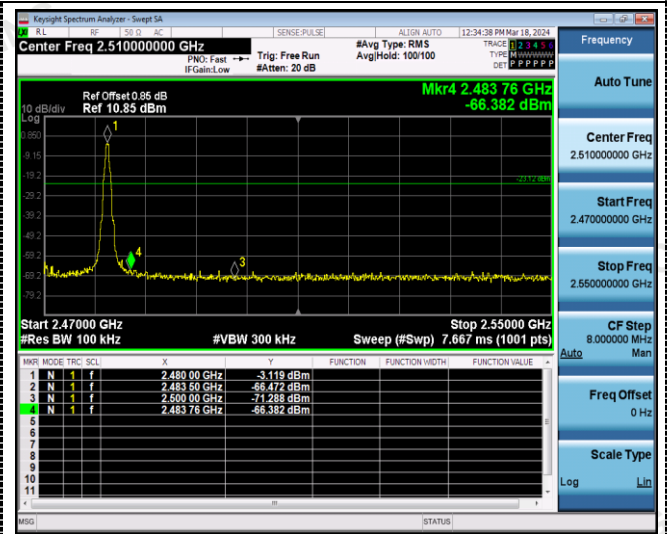 Keysight Spectrum Analyzer - Swept SA
RL RF 50 Ω AC SENSE:PULSE ALIGN AUTO 12:34:38 PM Mar 18, 2024
Center Freq 2.510000000 GHz #Avg Type: RMS TRACE 1 2 3 4 5 6
PNO: Fast Trig: Free Run Avg|Hold: 100/100 TYPE M WWWWW
IFGain:Low #Atten: 20 dB DET P P P P P P
Mkr4 2.483 76 GHz
-66.382 dBm
Ref Offset 0.85 dB
10 dB/div Ref 10.85 dBm
Log
0.850
-9.15
-19.2
-23.12 dBm
-29.2
-39.2
-49.2
-59.2
-69.2
-79.2
1
4
3
Start 2.47000 GHz Stop 2.55000 GHz
#Res BW 100 kHz #VBW 300 kHz Sweep (#Swp) 7.667 ms (1001 pts)
MKR MODE TRC SCL X Y FUNCTION FUNCTION WIDTH FUNCTION VALUE
1 N 1 f 2.480 00 GHz -3.119 dBm
2 N 1 f 2.483 50 GHz -66.472 dBm
3 N 1 f 2.500 00 GHz -71.288 dBm
4 N 1 f 2.483 76 GHz -66.382 dBm
5
6
7
8
9
10
11
MSG STATUS
Frequency
Auto Tune
Center Freq
2.510000000 GHz
Start Freq
2.470000000 GHz
Stop Freq
2.550000000 GHz
CF Step
8.000000 MHz
Auto Man
Freq Offset
0 Hz
Scale Type
Log Lin